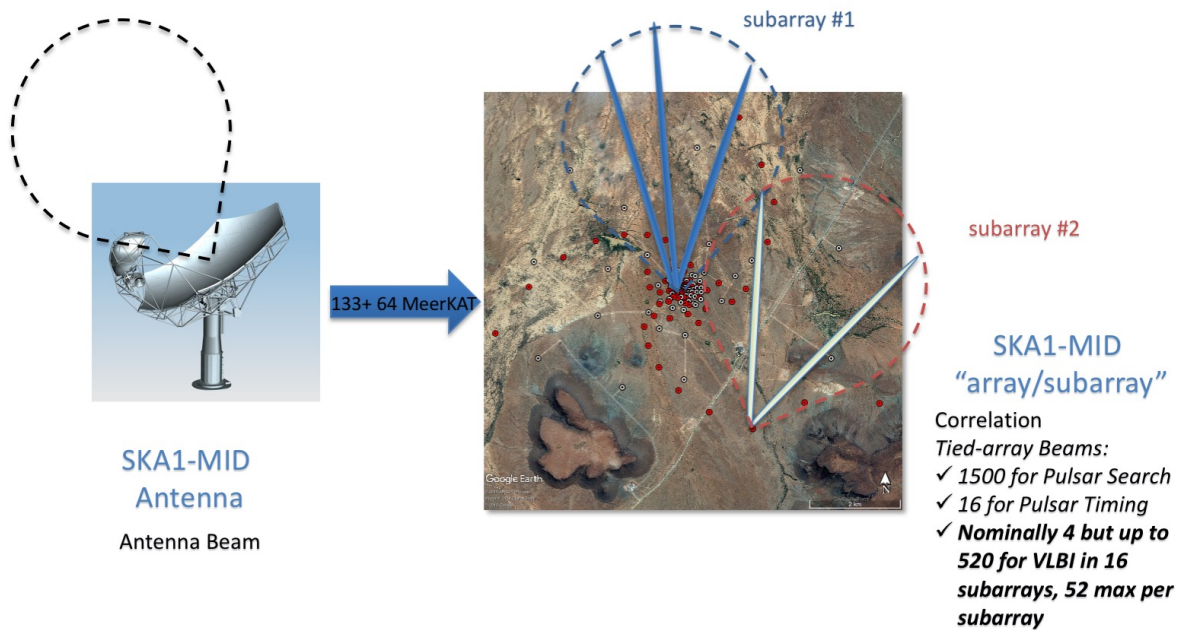 subarray #1
subarray #2
133+ 64 MeerKAT
SKA1-MID
Antenna
Antenna Beam
Google Earth
N
2 km
SKA1-MID
“array/subarray”
Correlation
Tied-array Beams:
✓ 1500 for Pulsar Search
✓ 16 for Pulsar Timing
✓ Nominally 4 but up to
520 for VLBI in 16
subarrays, 52 max per
subarray